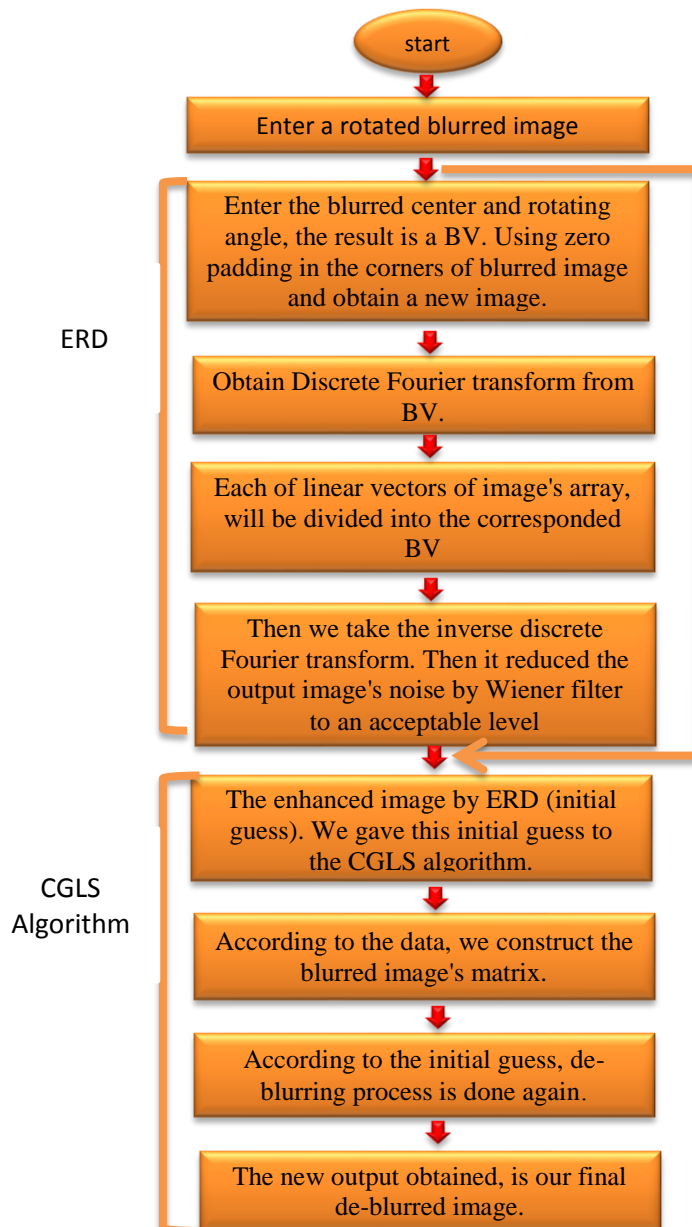 start
Enter a rotated blurred image
Enter the blurred center and rotating
angle, the result is a BV. Using zero
padding in the corners of blurred image
and obtain a new image.
ERD
Obtain Discrete Fourier transform from
BV.
Each of linear vectors of image's array,
will be divided into the corresponded
BV
Then we take the inverse discrete
Fourier transform. Then it reduced the
output image's noise by Wiener filter
to an acceptable level
The enhanced image by ERD (initial
guess). We gave this initial guess to
the CGLS algorithm.
CGLS
Algorithm
According to the data, we construct the
blurred image's matrix.
According to the initial guess, de-
blurring process is done again.
The new output obtained, is our final
de-blurred image.